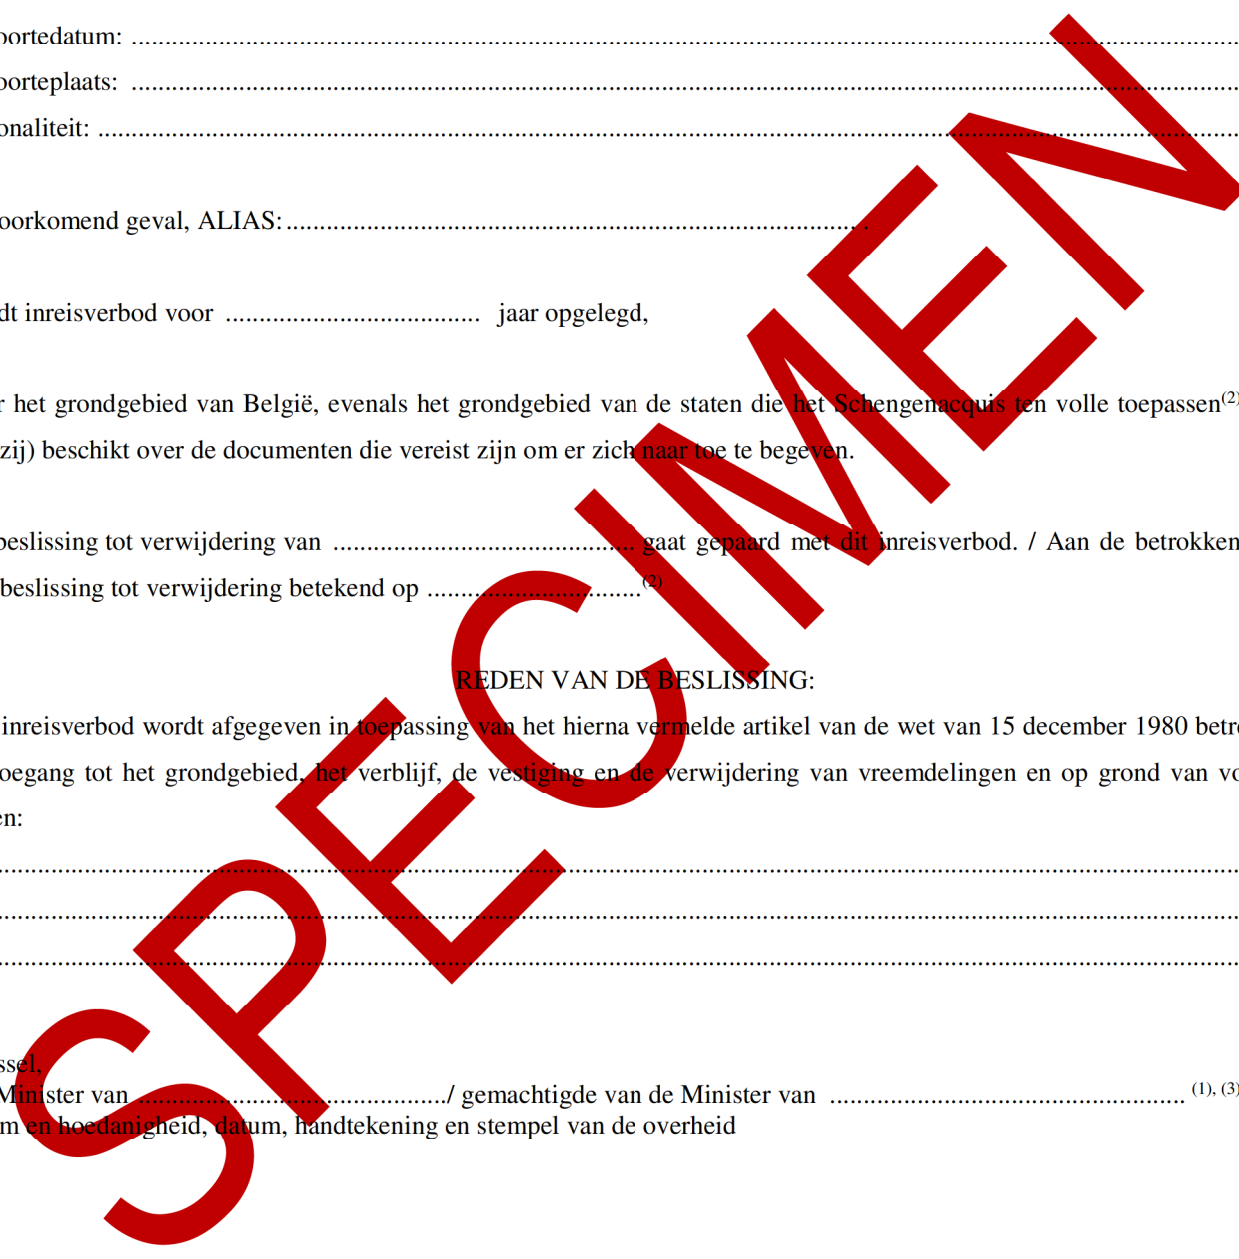 oortedatum: ................................................................
oorteplaats: ................................................................
onaliteit: ................................................................
oorkomend geval, ALIAS: ................................................................
dt inreisverbod voor ...................................... jaar opgelegd,
r het grondgebied van België, evenals het grondgebied van de staten die het Schengenacquis ten volle toepassen(2)
zij) beschikt over de documenten die vereist zijn om er zich naar toe te begeven.
beslissing tot verwijdering van ............................................. gaat gepaard met dit inreisverbod. / Aan de betrokken
beslissing tot verwijdering betekend op ................................(2)
REDEN VAN DE BESLISSING:
inreisverbod wordt afgegeven in toepassing van het hierna vermelde artikel van de wet van 15 december 1980 betr
oegang tot het grondgebied, het verblijf, de vestiging en de verwijdering van vreemdelingen en op grond van vo
en:
................................................................
................................................................
................................................................
ssel,
Minister van ............................................../ gemachtigde van de Minister van ..................................................... (1), (3)
m en hoedanigheid, datum, handtekening en stempel van de overheid
SPECIMEN